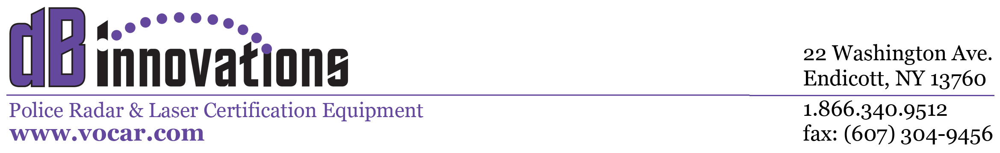 dB innovations
22 Washington Ave.
Endicott, NY 13760
Police Radar & Laser Certification Equipment
www.vocar.com
1.866.340.9512
fax: (607) 304-9456